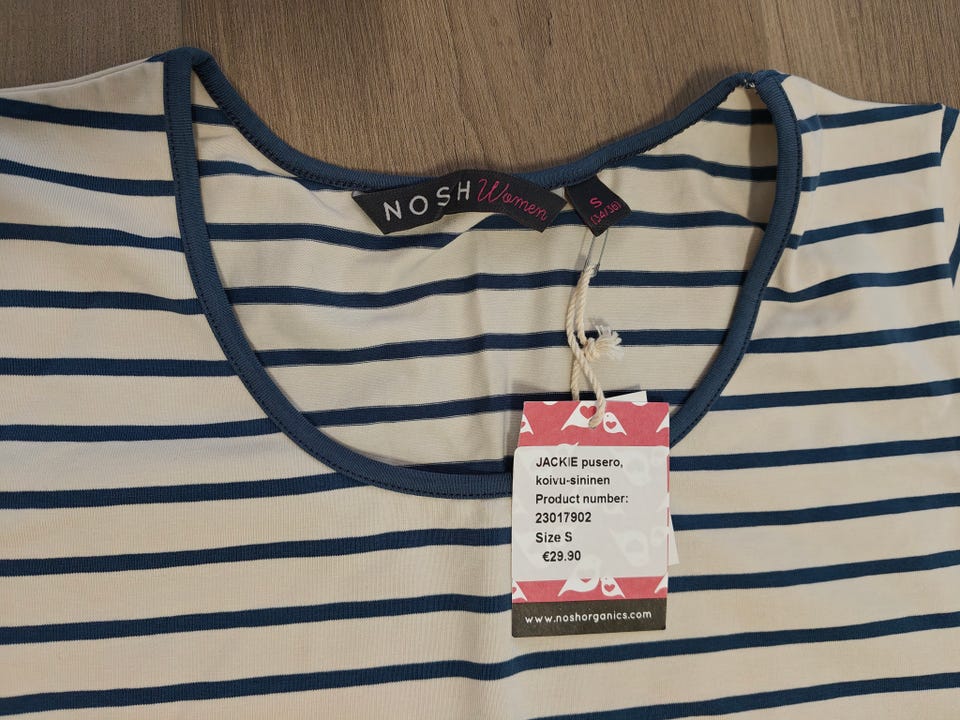 NOSH Women
S
(34/36)
JACKIE pusero,
koivu-sininen
Product number:
23017902
Size S
€29.90
www.noshorganics.com